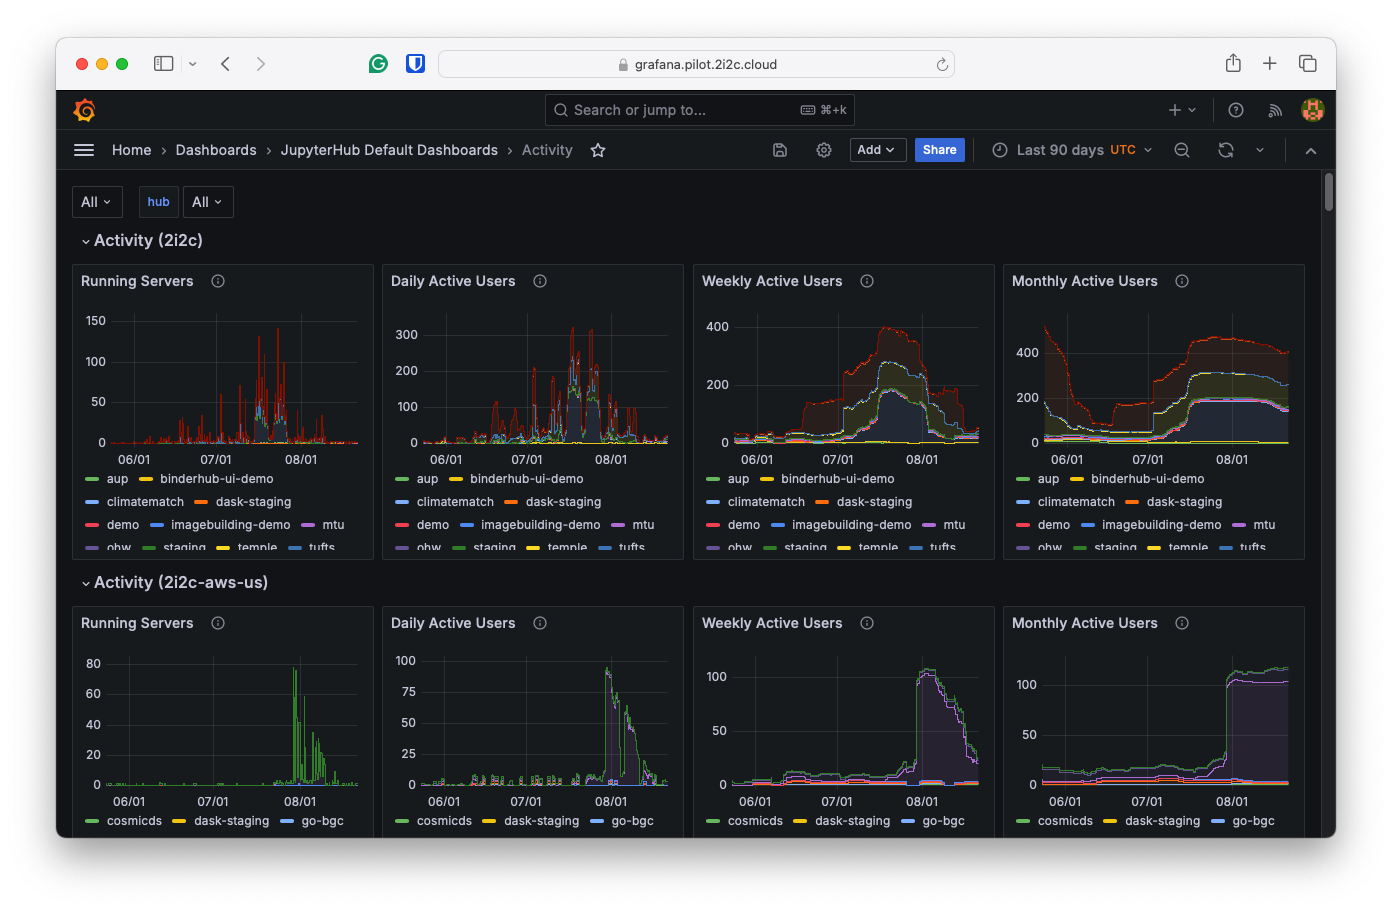 grafana.pilot.2i2c.cloud
Search or jump to... ⌘+k
Home › Dashboards › JupyterHub Default Dashboards › Activity
Add
Share
Last 90 days UTC
All hub All
Activity (2i2c)
Running Servers
150
100
50
0
06/01 07/01 08/01
aup binderhub-ui-demo
climatematch dask-staging
demo imagebuilding-demo mtu
ohw staging temple tufts
Daily Active Users
300
200
100
0
06/01 07/01 08/01
aup binderhub-ui-demo
climatematch dask-staging
demo imagebuilding-demo mtu
ohw staging temple tufts
Weekly Active Users
400
200
0
06/01 07/01 08/01
aup binderhub-ui-demo
climatematch dask-staging
demo imagebuilding-demo mtu
ohw staging temple tufts
Monthly Active Users
400
200
0
06/01 07/01 08/01
aup binderhub-ui-demo
climatematch dask-staging
demo imagebuilding-demo mtu
ohw staging temple tufts
Activity (2i2c-aws-us)
Running Servers
80
60
40
20
0
06/01 07/01 08/01
cosmicds dask-staging go-bgc
Daily Active Users
100
75
50
25
0
06/01 07/01 08/01
cosmicds dask-staging go-bgc
Weekly Active Users
100
50
0
06/01 07/01 08/01
cosmicds dask-staging go-bgc
Monthly Active Users
100
50
0
06/01 07/01 08/01
cosmicds dask-staging go-bgc